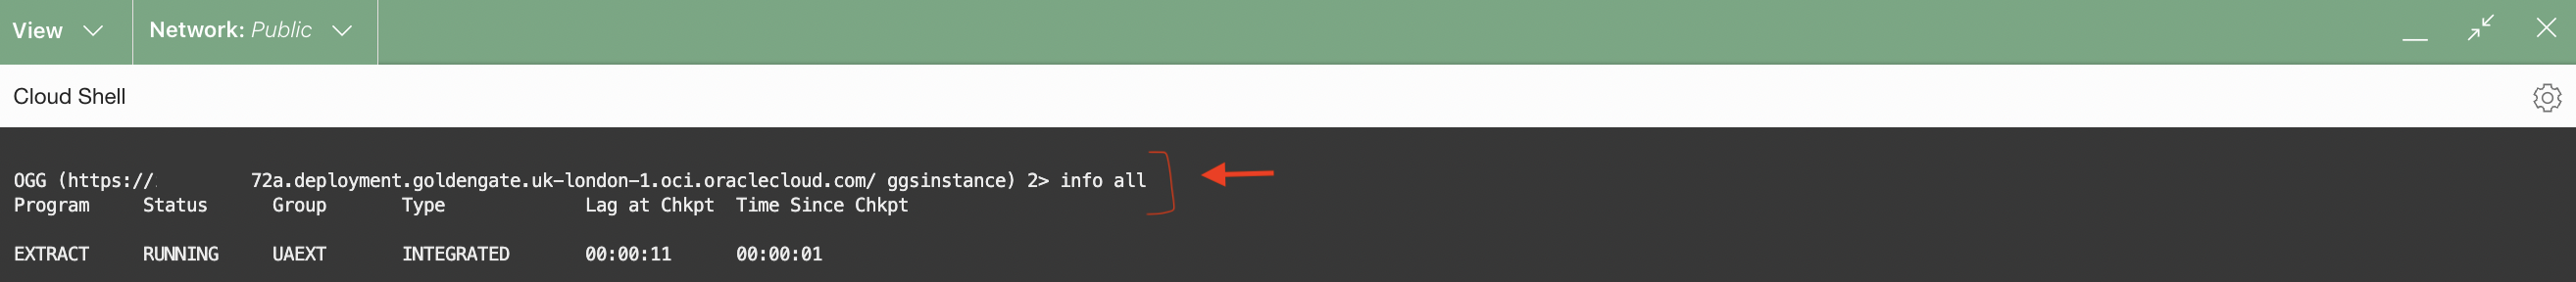 View Network: Public
Cloud Shell
OGG (https://. 72a.deployment.goldengate.uk-london-1.oci.oraclecloud.com/ ggsinstance) 2> info all
Program Status Group Type Lag at Chkpt Time Since Chkpt
EXTRACT RUNNING UAEXT INTEGRATED 00:00:11 00:00:01